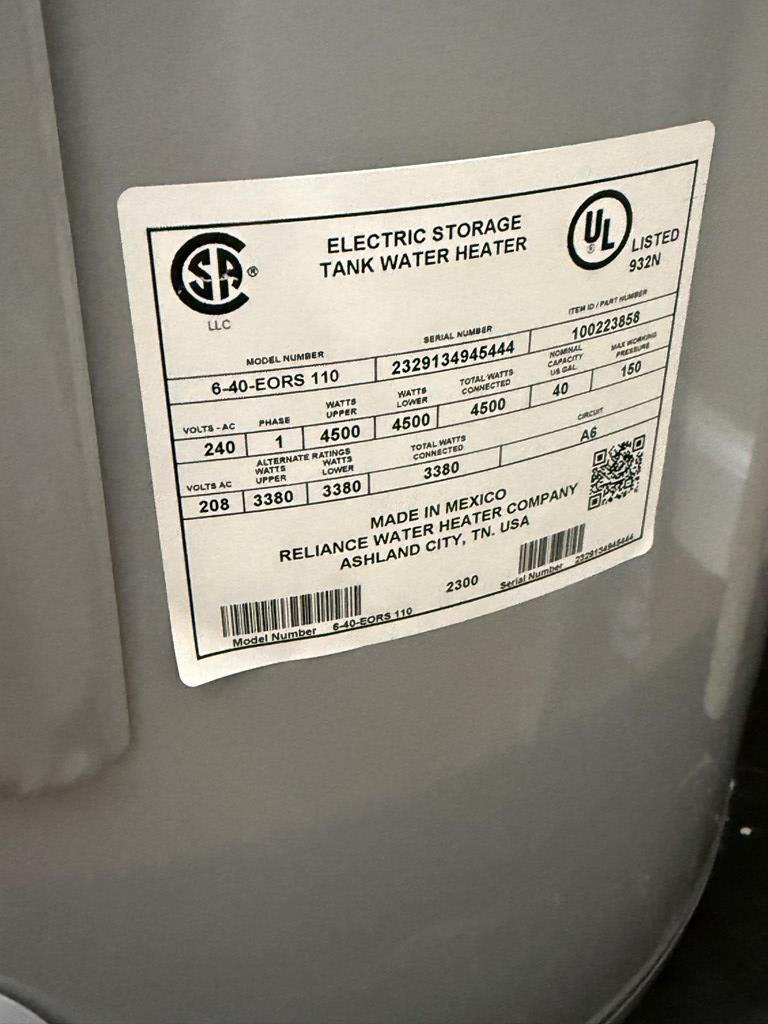 SA ®
LLC
ELECTRIC STORAGE
TANK WATER HEATER
UL ®
LISTED
932N
MODEL NUMBER SERIAL NUMBER ITEM ID / PART NUMBER
6-40-EORS 110 2329134945444 100223858
VOLTS - AC PHASE WATTS UPPER WATTS LOWER TOTAL WATTS CONNECTED NOMINAL CAPACITY US GAL. MAX WORKING PRESSURE
240 1 4500 4500 4500 40 150
ALTERNATE RATINGS
VOLTS AC WATTS UPPER WATTS LOWER TOTAL WATTS CONNECTED CIRCUIT
208 3380 3380 3380 A6
MADE IN MEXICO
RELIANCE WATER HEATER COMPANY
ASHLAND CITY, TN. USA
2300
Model Number 6-40-EORS 110
Serial Number 2329134945444